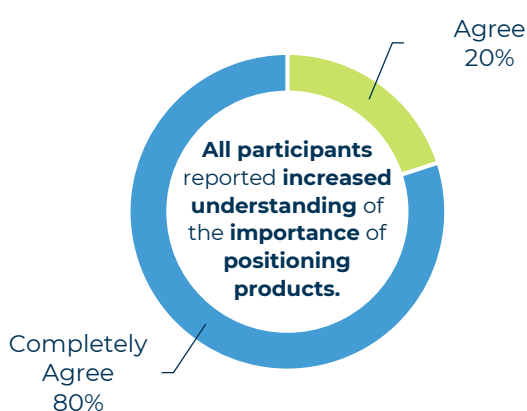 Agree
20%
All participants
reported increased
understanding of
the importance of
positioning
products.
Completely
Agree
80%